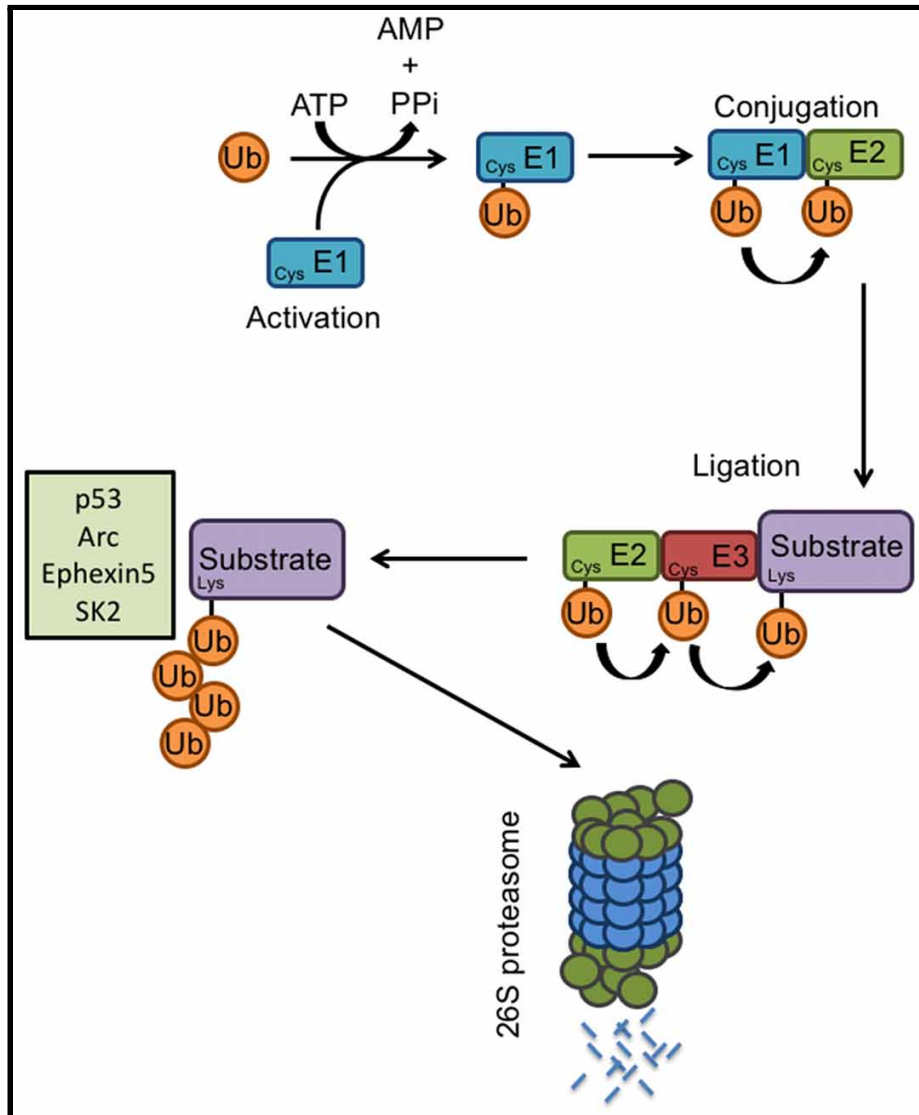 AMP
+
ATP PPi
Ub
Cys E1
Ub
Cys E1
Activation
Conjugation
Cys E1 Cys E2
Ub Ub
Ligation
Cys E2 Cys E3 Substrate
Lys
Ub Ub Ub
p53
Arc
Ephexin5
SK2
Substrate
Lys
Ub
Ub
Ub
Ub
26S proteasome